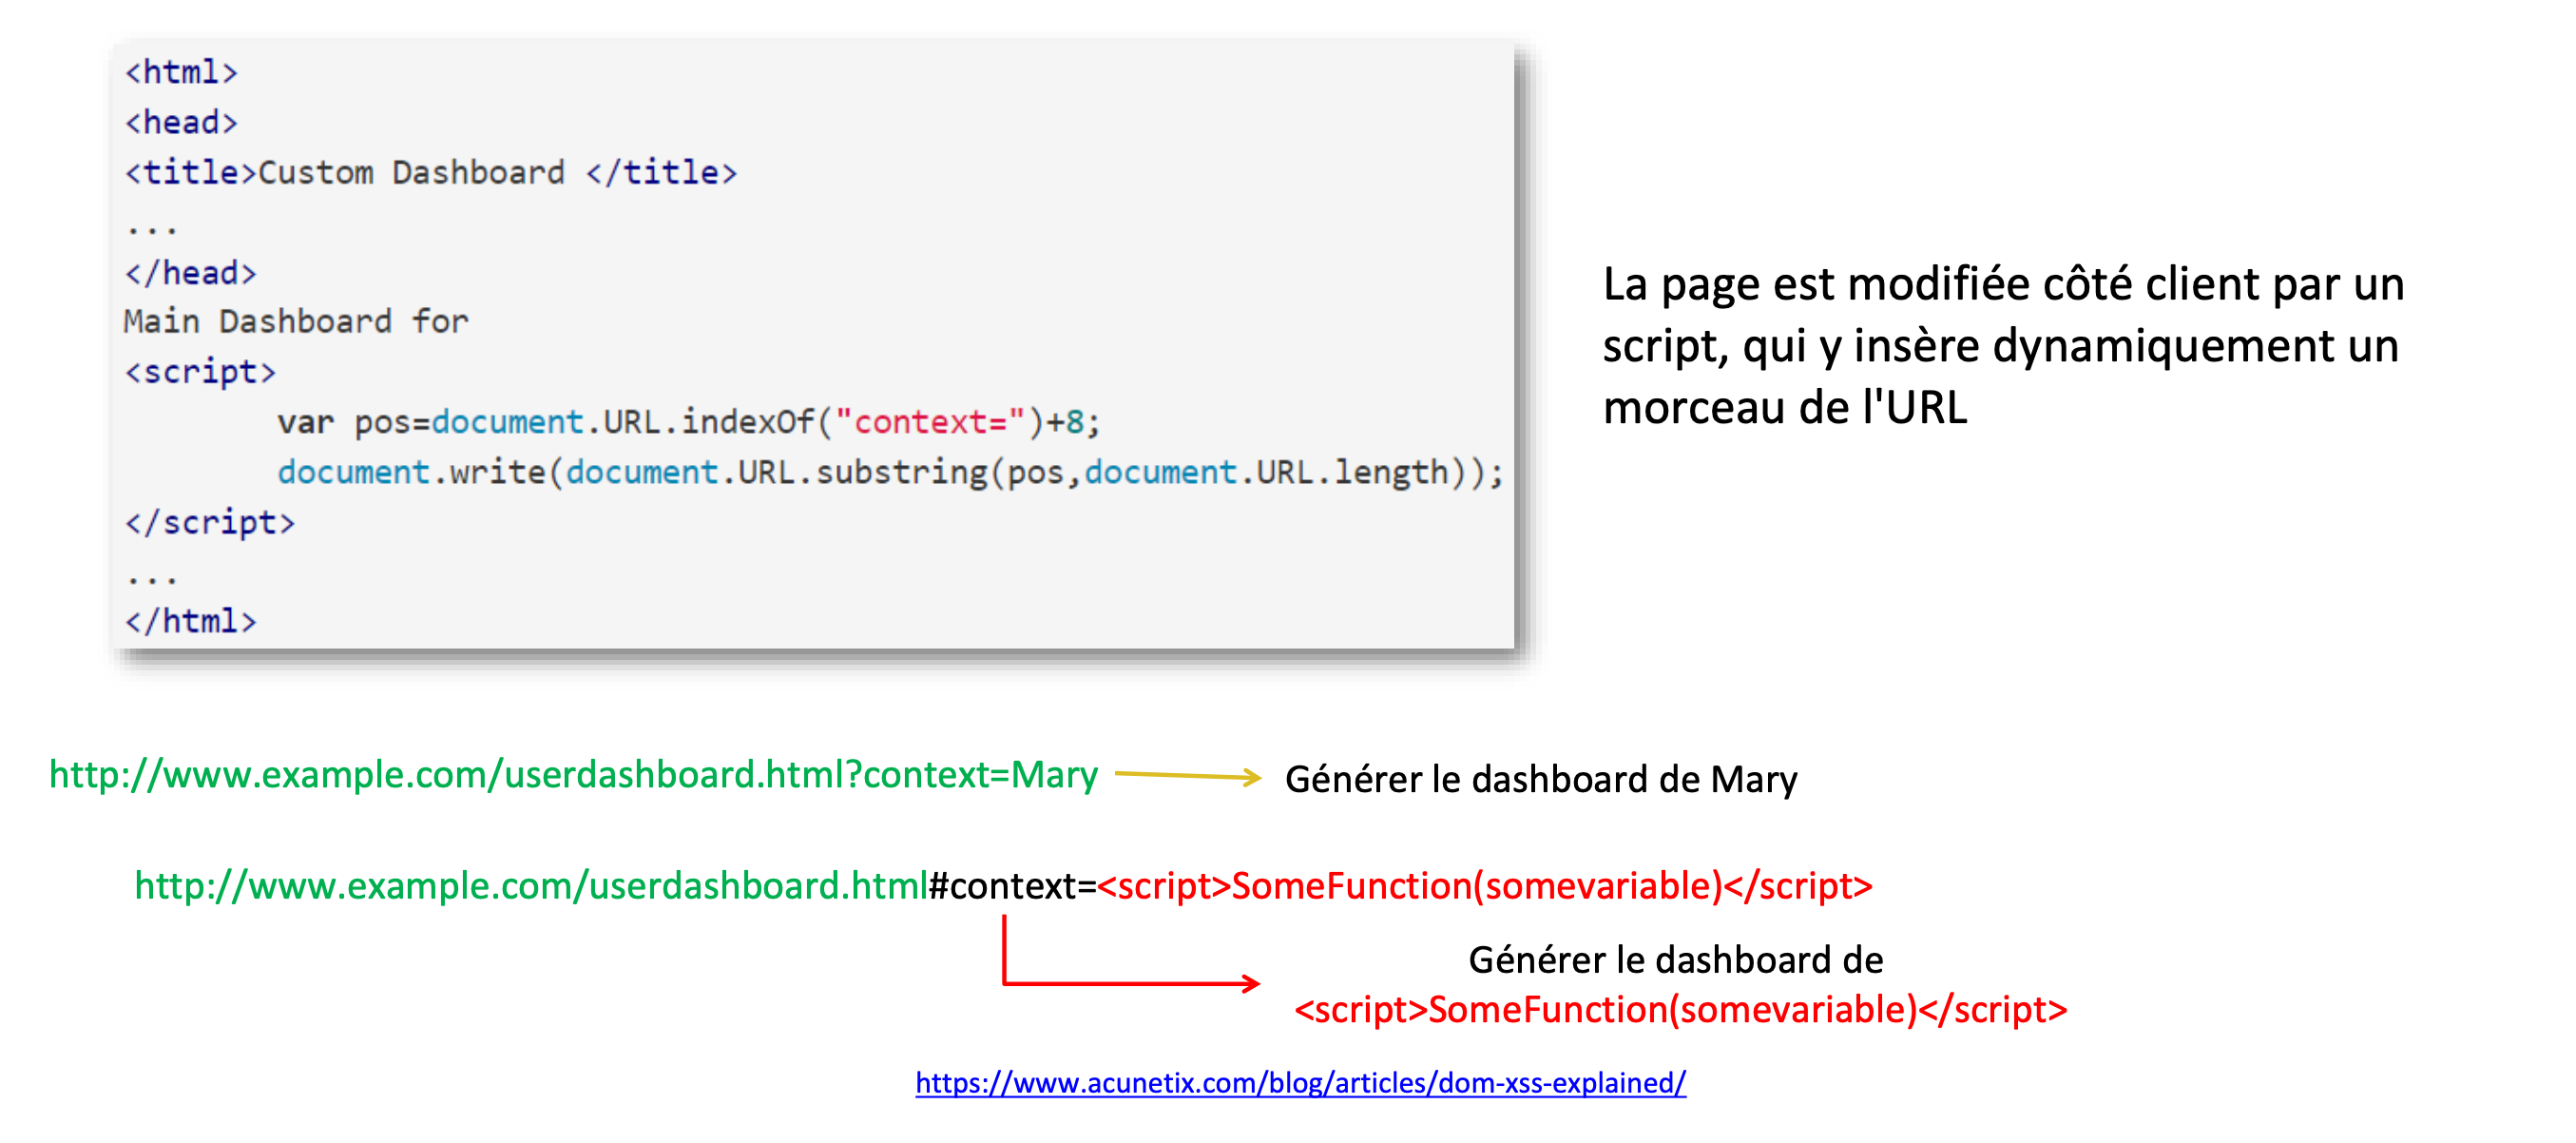 <html>
<head>
<title>Custom Dashboard </title>
...
</head>
Main Dashboard for
<script>
        var pos=document.URL.indexOf("context=")+8;
        document.write(document.URL.substring(pos,document.URL.length));
</script>
...
</html>
La page est modifiée côté client par un
script, qui y insère dynamiquement un
morceau de l'URL
http://www.example.com/userdashboard.html?context=Mary
Générer le dashboard de Mary
http://www.example.com/userdashboard.html#context=<script>SomeFunction(somevariable)</script>
Générer le dashboard de
<script>SomeFunction(somevariable)</script>
https://www.acunetix.com/blog/articles/dom-xss-explained/